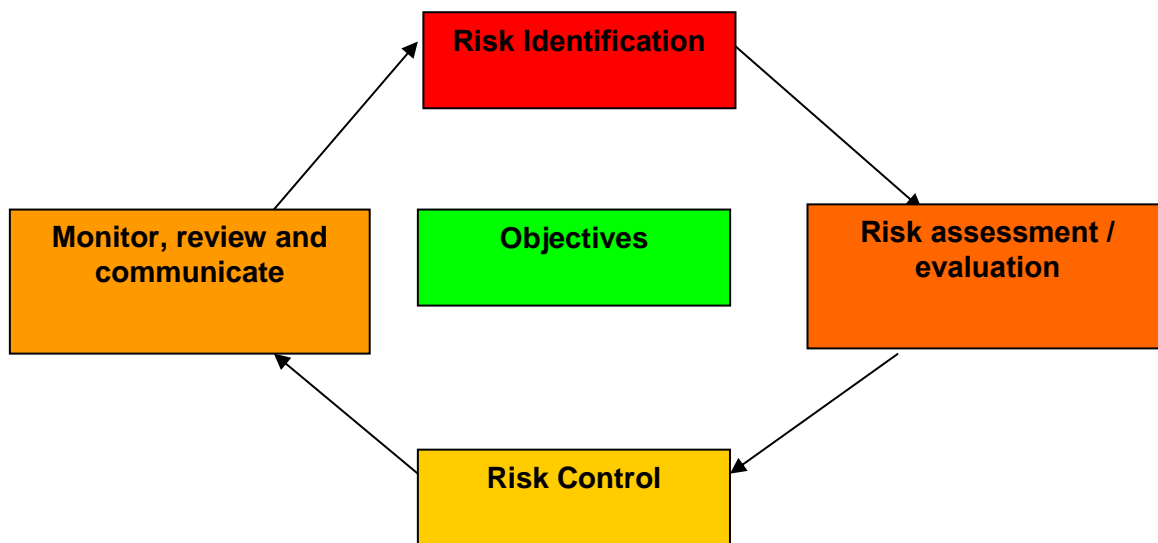 Risk Identification
Monitor, review and
communicate
Objectives
Risk assessment /
evaluation
Risk Control